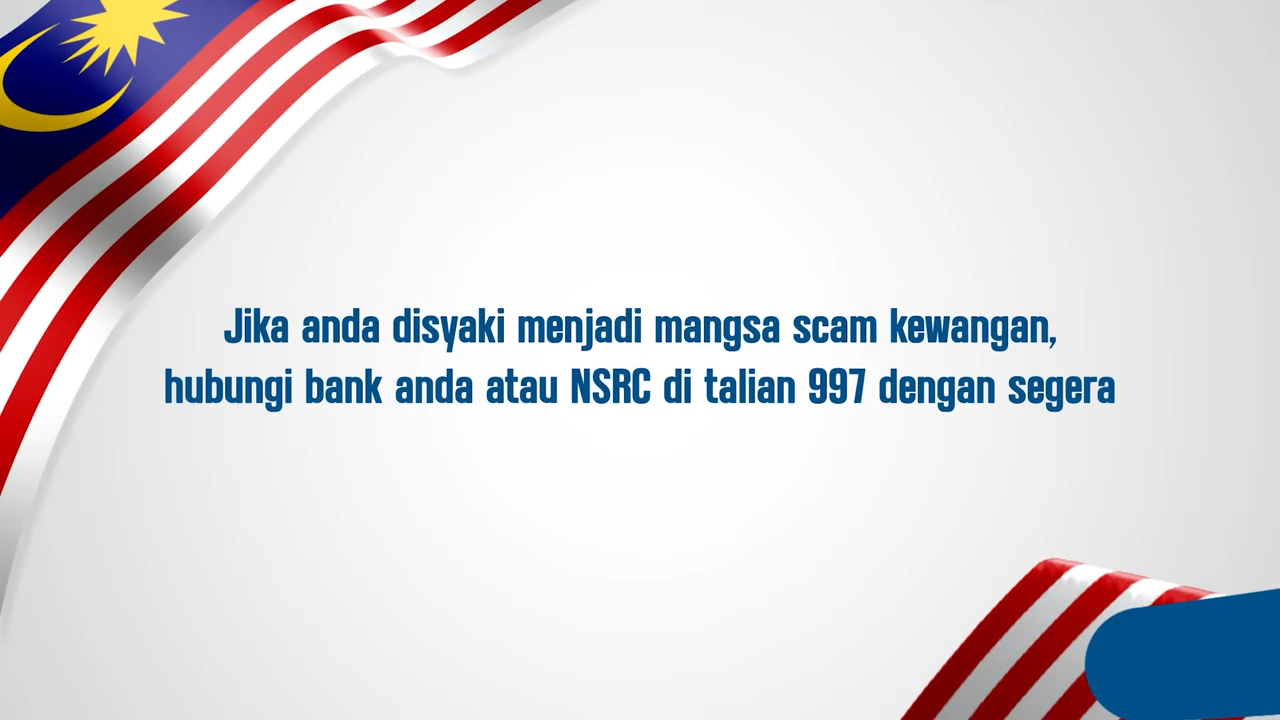 Jika anda disyaki menjadi mangsa scam kewangan,
hubungi bank anda atau NSRC di talian 997 dengan segera